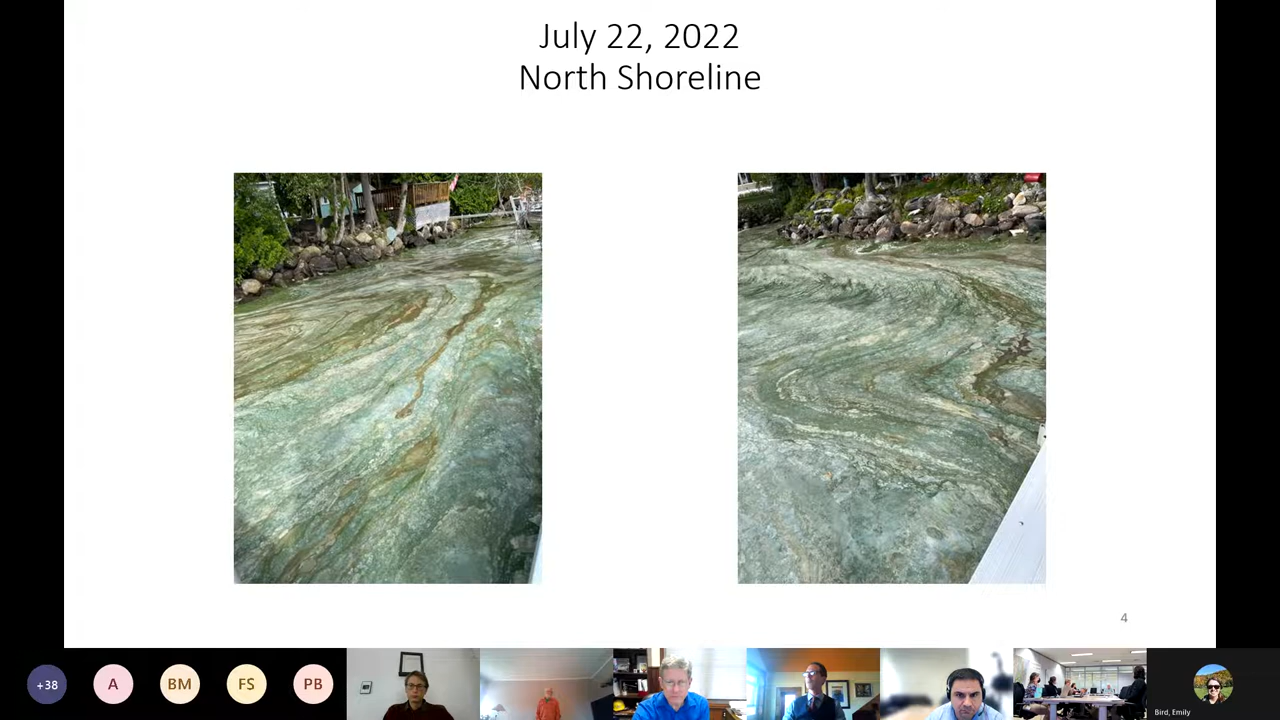 July 22, 2022
North Shoreline
4
+38
A
BM
FS
PB
Bird, Emily